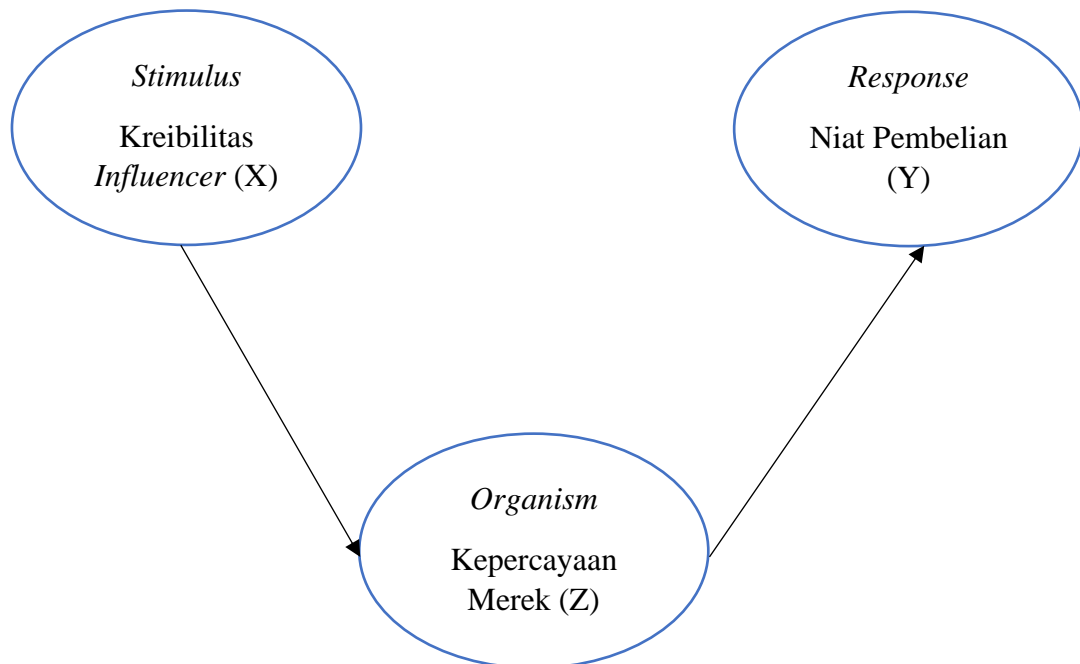 Stimulus
Kreibilitas
Influencer (X)
Response
Niat Pembelian
(Y)
Organism
Kepercayaan
Merek (Z)